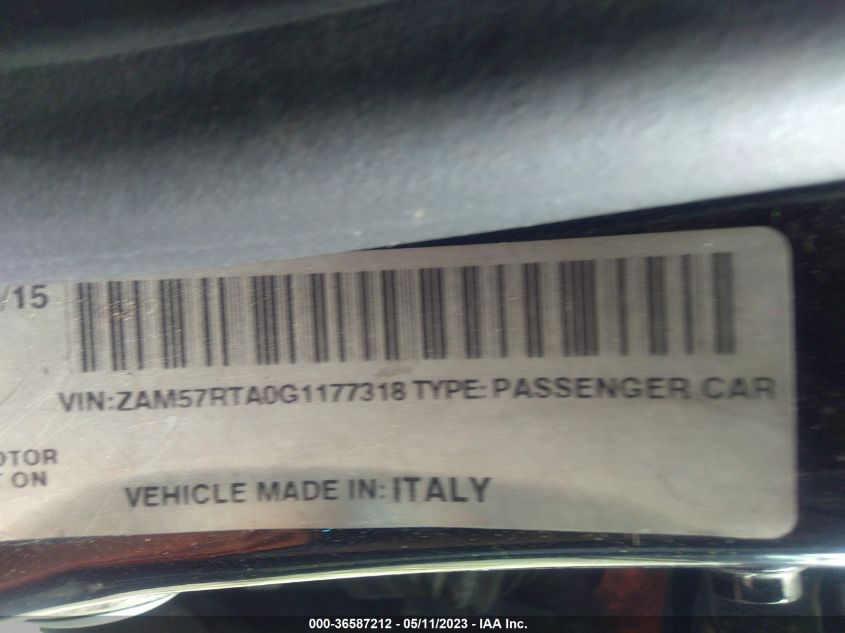 /15
VIN:ZAM57RTA0G1177318 TYPE: PASSENGER CAR
OTOR
T ON
VEHICLE MADE IN: ITALY
000-36587212 - 05/11/2023 - IAA Inc.